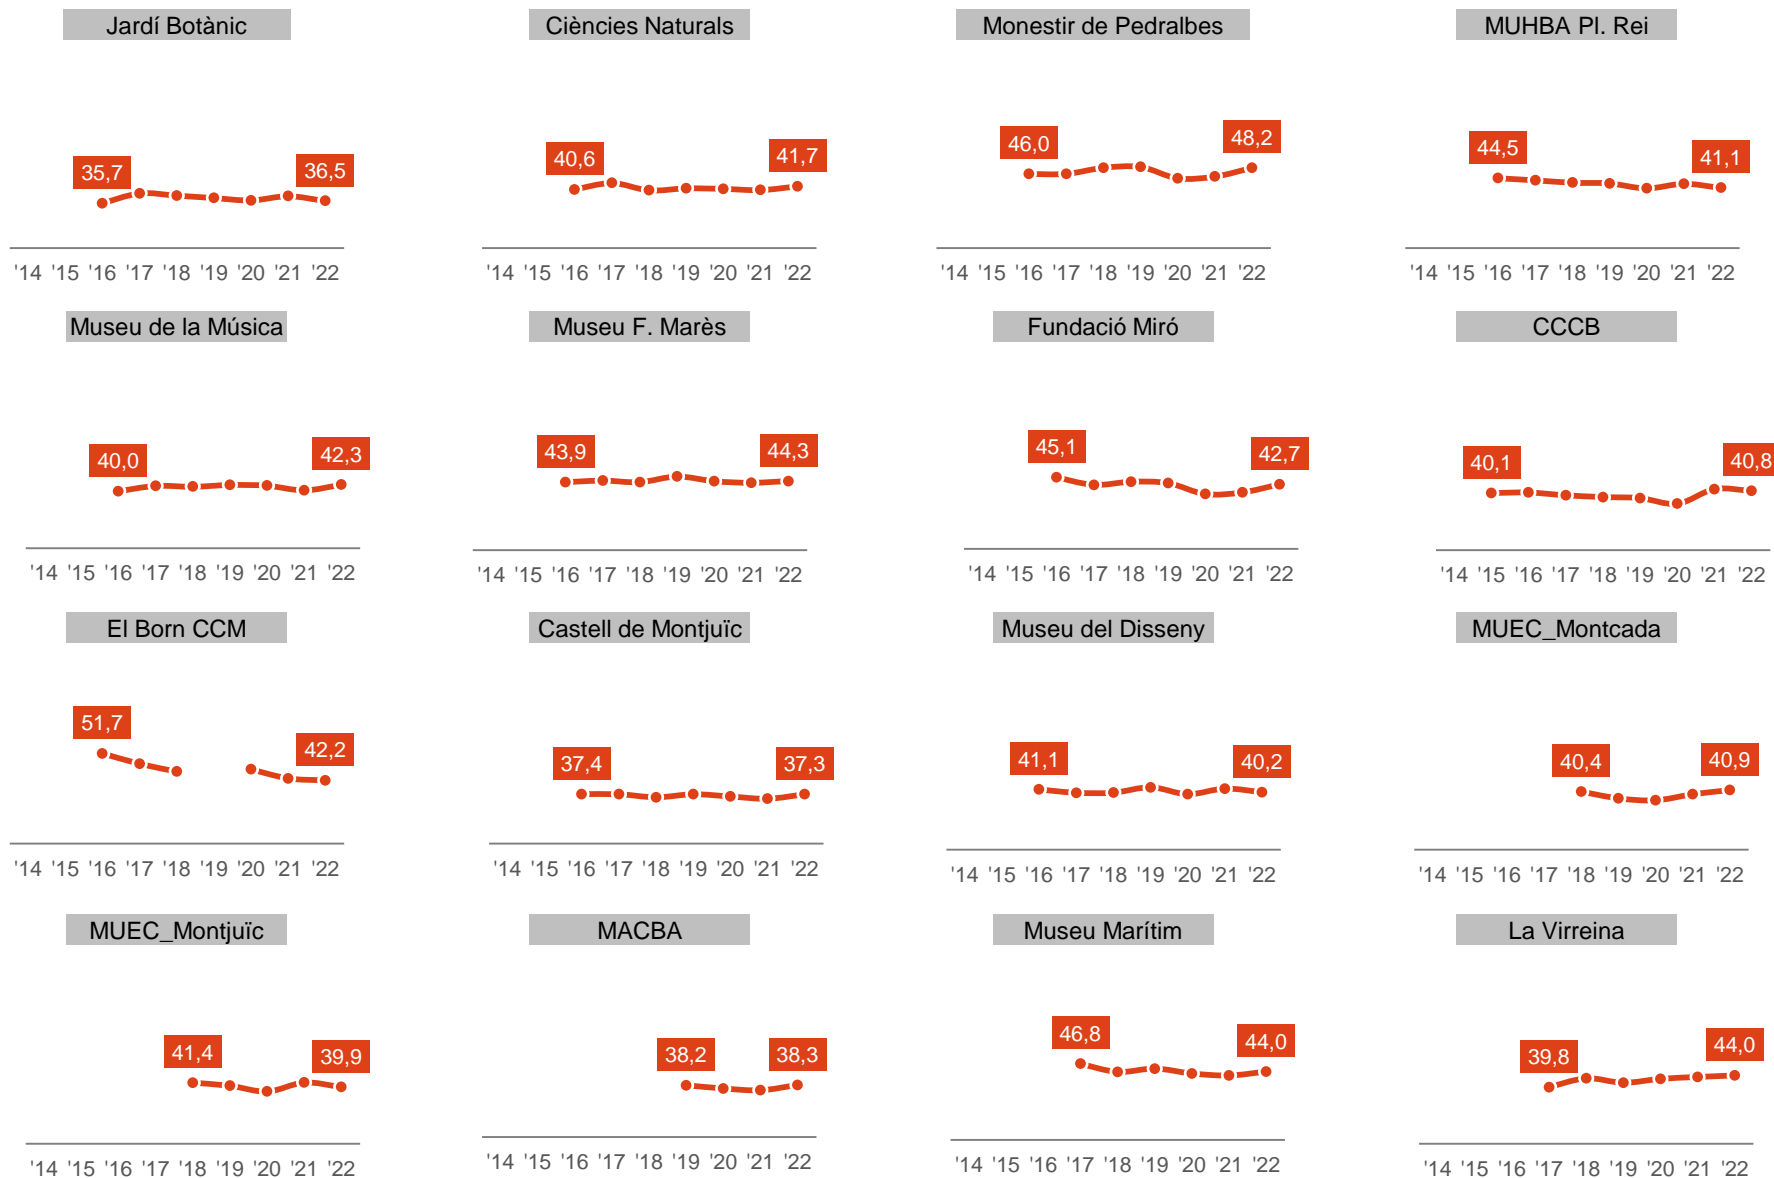 Jardí Botànic
35,7
36,5
'14 '15 '16 '17 '18 '19 '20 '21 '22
Ciències Naturals
40,6
41,7
'14 '15 '16 '17 '18 '19 '20 '21 '22
Monestir de Pedralbes
46,0
48,2
'14 '15 '16 '17 '18 '19 '20 '21 '22
MUHBA Pl. Rei
44,5
41,1
'14 '15 '16 '17 '18 '19 '20 '21 '22
Museu de la Música
40,0
42,3
'14 '15 '16 '17 '18 '19 '20 '21 '22
Museu F. Marès
43,9
44,3
'14 '15 '16 '17 '18 '19 '20 '21 '22
Fundació Miró
45,1
42,7
'14 '15 '16 '17 '18 '19 '20 '21 '22
CCCB
40,1
40,8
'14 '15 '16 '17 '18 '19 '20 '21 '22
El Born CCM
51,7
42,2
'14 '15 '16 '17 '18 '19 '20 '21 '22
Castell de Montjuïc
37,4
37,3
'14 '15 '16 '17 '18 '19 '20 '21 '22
Museu del Disseny
41,1
40,2
'14 '15 '16 '17 '18 '19 '20 '21 '22
MUEC_Montcada
40,4
40,9
'14 '15 '16 '17 '18 '19 '20 '21 '22
MUEC_Montjuïc
41,4
39,9
'14 '15 '16 '17 '18 '19 '20 '21 '22
MACBA
38,2
38,3
'14 '15 '16 '17 '18 '19 '20 '21 '22
Museu Marítim
46,8
44,0
'14 '15 '16 '17 '18 '19 '20 '21 '22
La Virreina
39,8
44,0
'14 '15 '16 '17 '18 '19 '20 '21 '22